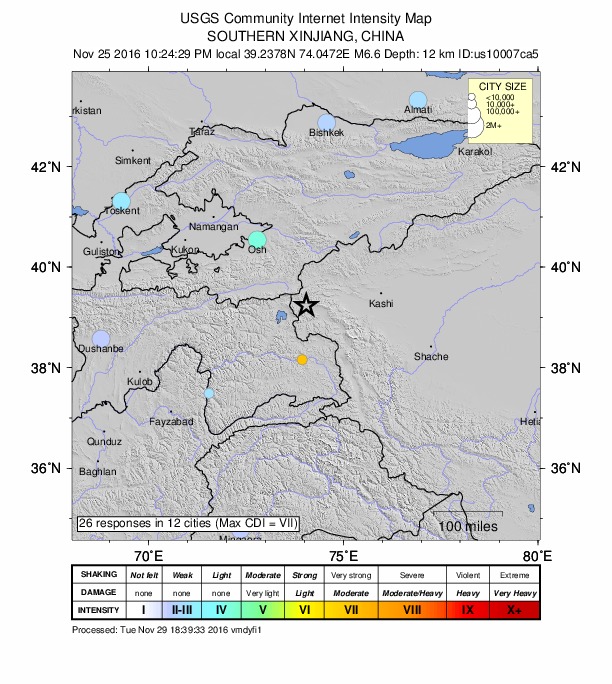 USGS Community Internet Intensity Map
SOUTHERN XINJIANG, CHINA
Nov 25 2016 10:24:29 PM local 39.2378N 74.0472E M6.6 Depth: 12 km ID:us10007ca5
CITY SIZE
<10,000
10,000+
100,000+
2M+
rkistan
Almati
Taraz
Bishkek
Karakol
Simkent
42°N
42°N
Toskent
Namangan
Guliston
Kukon
Osh
40°N
40°N
Kashi
Dushanbe
Shache
38°N
38°N
Kulob
Fayzabad
Hetia
Qunduz
36°N
36°N
Baghlan
26 responses in 12 cities (Max CDI = VII)
100 miles
Mingaora
70°E
75°E
80°E
SHAKING Not felt Weak Light Moderate Strong Very strong Severe Violent Extreme
DAMAGE none none none Very light Light Moderate Moderate/Heavy Heavy Very Heavy
INTENSITY I II-III IV V VI VII VIII IX X+
Processed: Tue Nov 29 18:39:33 2016 vmdyfi1